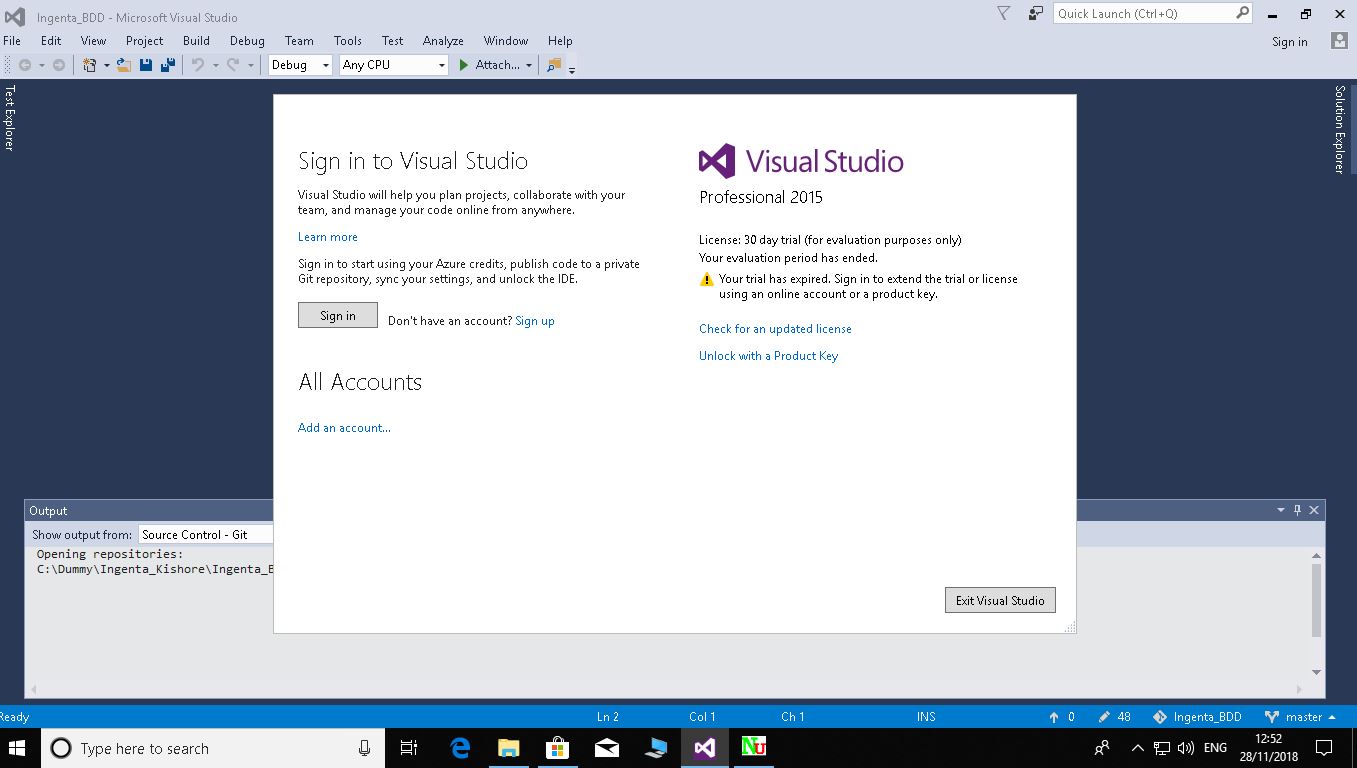 Ingenta_BDD - Microsoft Visual Studio
Quick Launch (Ctrl+Q)
File Edit View Project Build Debug Team Tools Test Analyze Window Help
Sign in
Debug Any CPU Attach...
Test Explorer
Solution Explorer
Sign in to Visual Studio
Visual Studio will help you plan projects, collaborate with your
team, and manage your code online from anywhere.
Learn more
Sign in to start using your Azure credits, publish code to a private
Git repository, sync your settings, and unlock the IDE.
Sign in
Don't have an account? Sign up
All Accounts
Add an account...
Visual Studio
Professional 2015
License: 30 day trial (for evaluation purposes only)
Your evaluation period has ended.
Your trial has expired. Sign in to extend the trial or license
using an online account or a product key.
Check for an updated license
Unlock with a Product Key
Exit Visual Studio
Output
Show output from: Source Control - Git
Opening repositories:
C:\Dummy\Ingenta_Kishore\Ingenta_B
Ready Ln 2 Col 1 Ch 1 INS 0 48 Ingenta_BDD master
Type here to search
Nu
ENG
12:52
28/11/2018